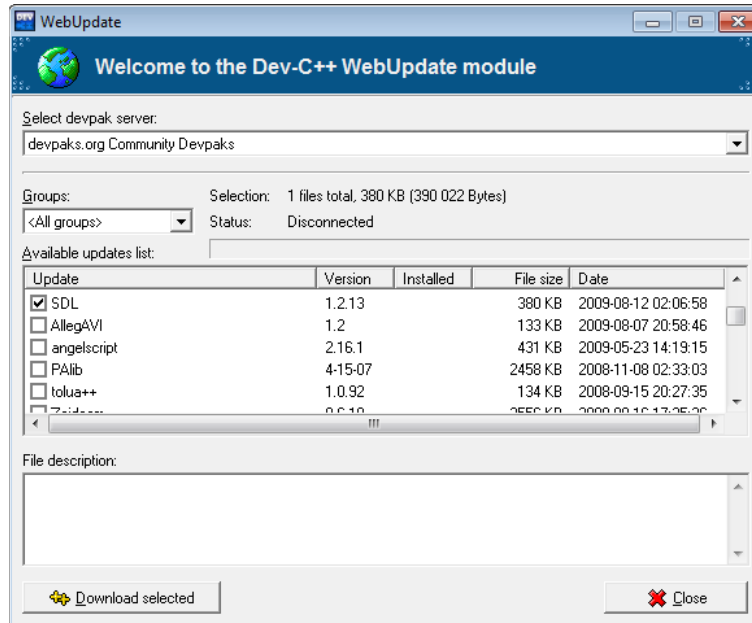 DEV
WebUpdate
Welcome to the Dev-C++ WebUpdate module
Select devpak server:
devpaks.org Community Devpaks
Groups: Selection: 1 files total, 380 KB (390 022 Bytes)
<All groups> Status: Disconnected
Available updates list:
Update Version Installed File size Date
SDL 1.2.13 380 KB 2009-08-12 02:06:58
AllegAVI 1.2 133 KB 2009-08-07 20:58:46
angelscript 2.16.1 431 KB 2009-05-23 14:19:15
PAlib 4-15-07 2458 KB 2008-11-08 02:33:03
tolua++ 1.0.92 134 KB 2008-09-15 20:27:35
File description:
Download selected Close